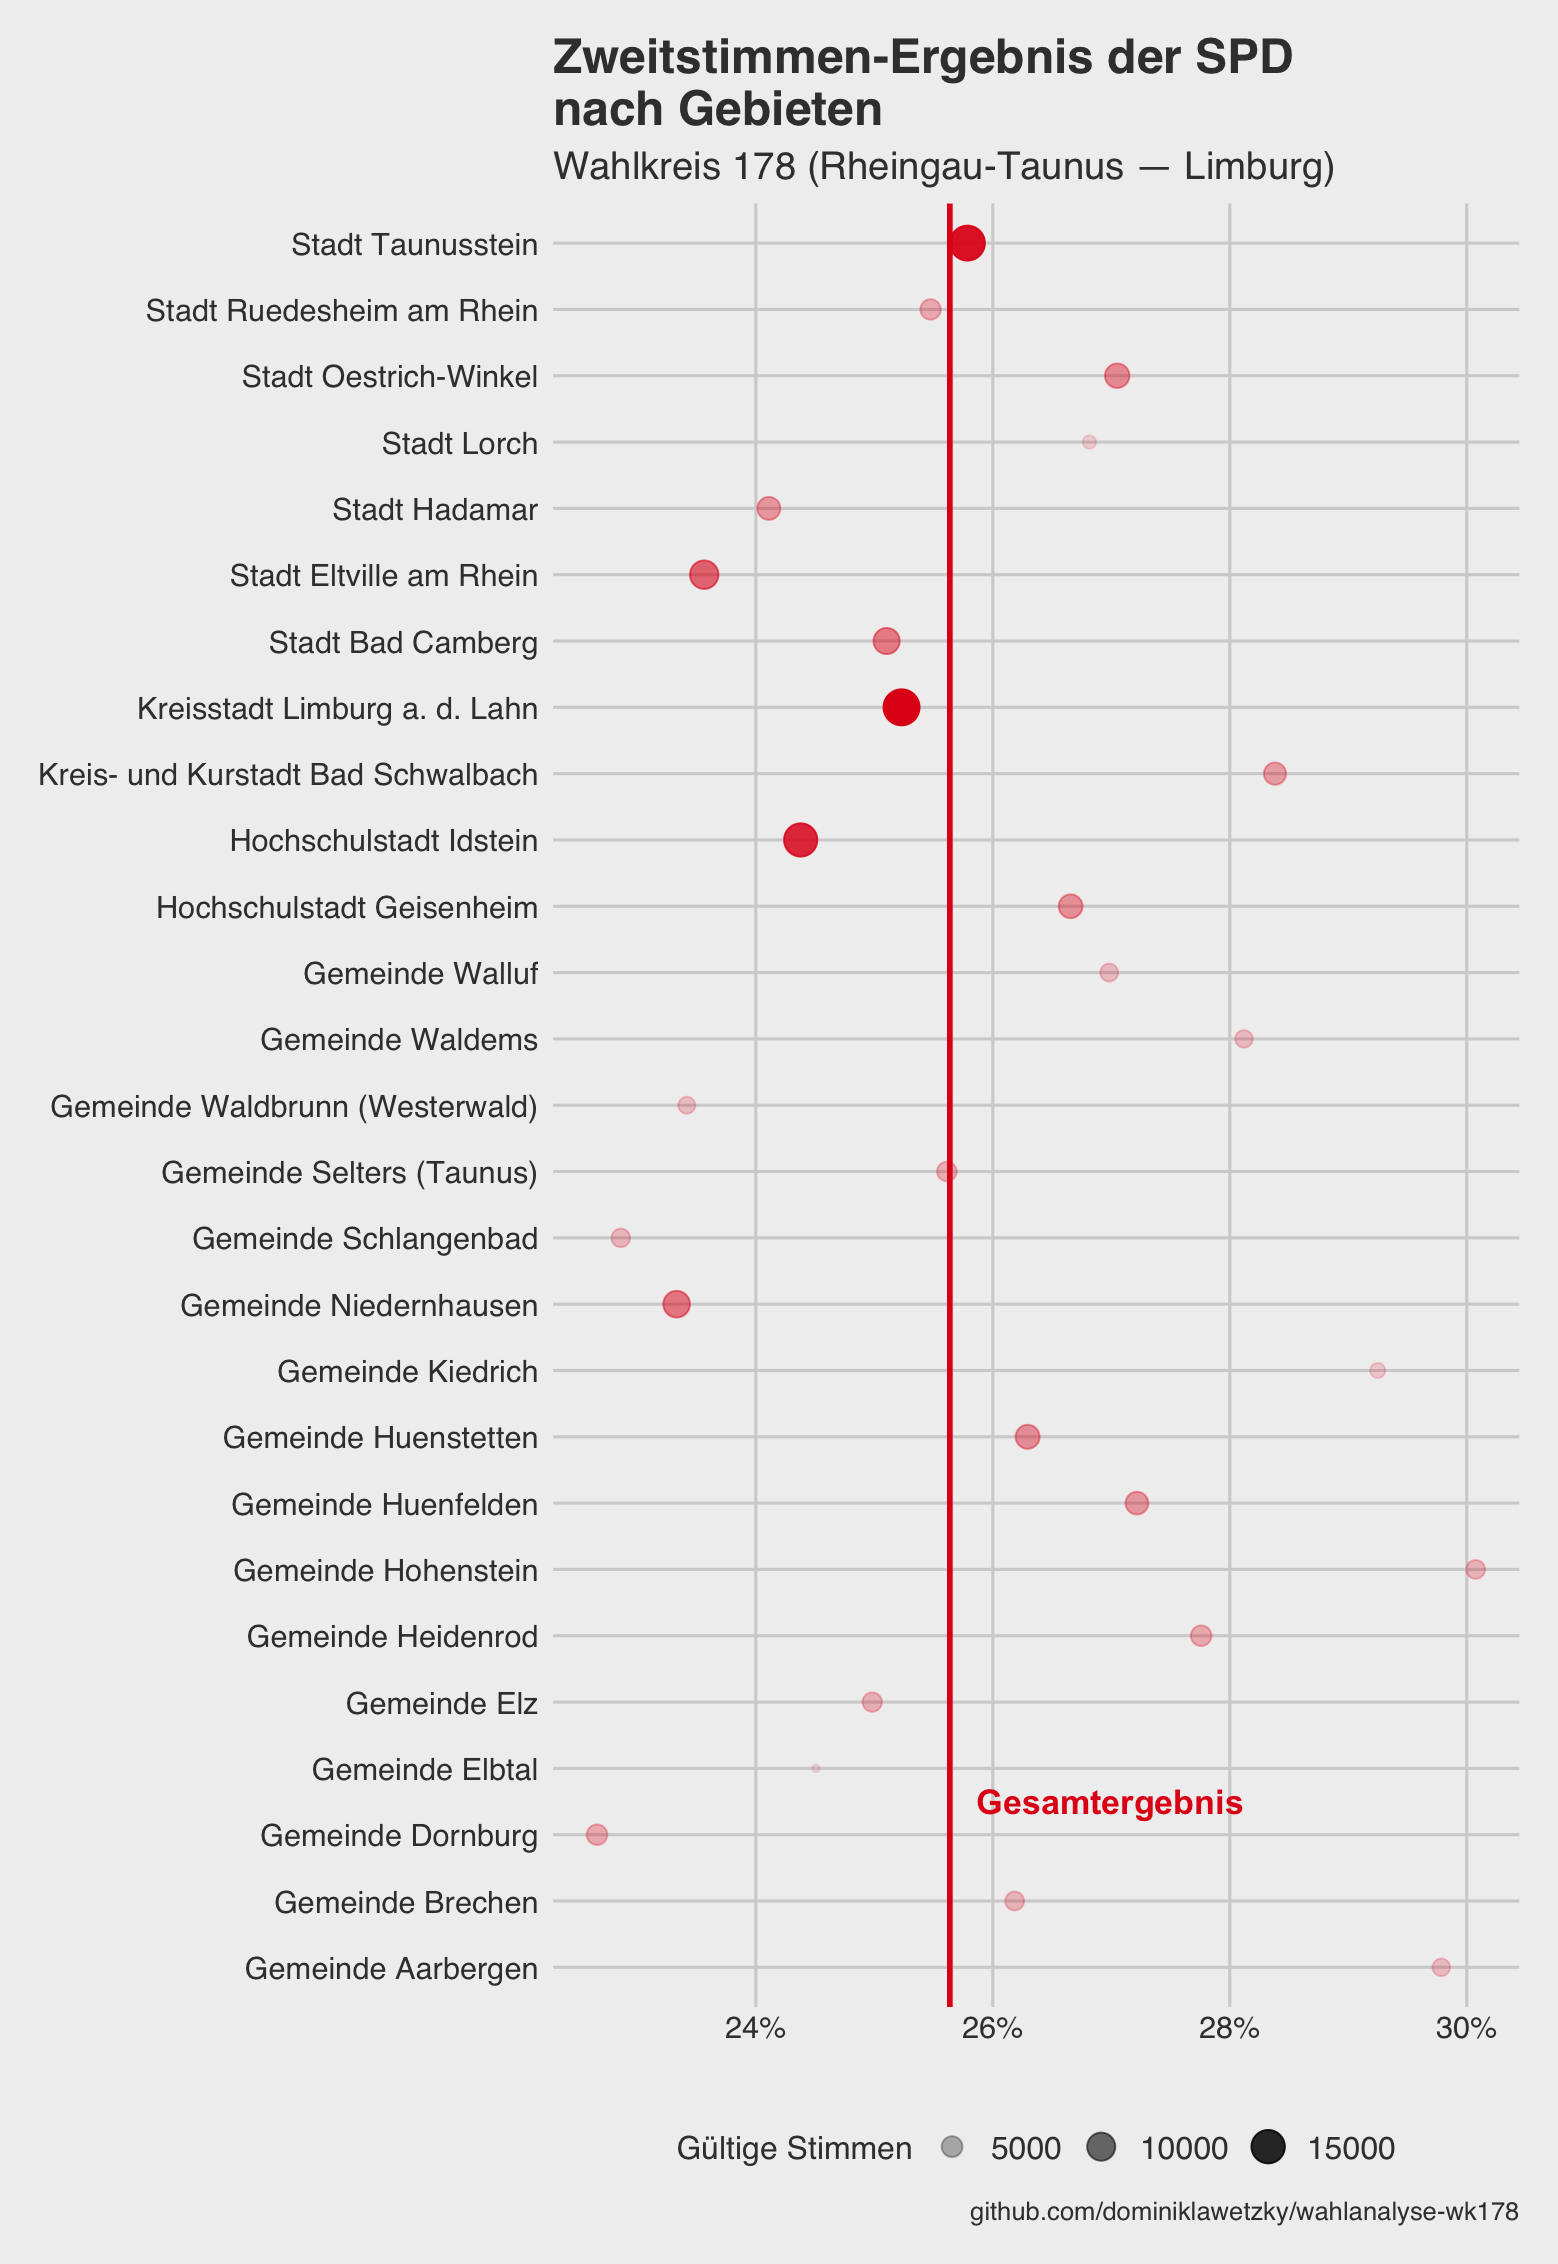 Zweitstimmen-Ergebnis der SPD
nach Gebieten
Wahlkreis 178 (Rheingau-Taunus — Limburg)
Stadt Taunusstein
Stadt Ruedesheim am Rhein
Stadt Oestrich-Winkel
Stadt Lorch
Stadt Hadamar
Stadt Eltville am Rhein
Stadt Bad Camberg
Kreisstadt Limburg a. d. Lahn
Kreis- und Kurstadt Bad Schwalbach
Hochschulstadt Idstein
Hochschulstadt Geisenheim
Gemeinde Walluf
Gemeinde Waldems
Gemeinde Waldbrunn (Westerwald)
Gemeinde Selters (Taunus)
Gemeinde Schlangenbad
Gemeinde Niedernhausen
Gemeinde Kiedrich
Gemeinde Huenstetten
Gemeinde Huenfelden
Gemeinde Hohenstein
Gemeinde Heidenrod
Gemeinde Elz
Gemeinde Elbtal
Gesamtergebnis
Gemeinde Dornburg
Gemeinde Brechen
Gemeinde Aarbergen
24% 26% 28% 30%
Gültige Stimmen 5000 10000 15000
github.com/dominiklawetzky/wahlanalyse-wk178